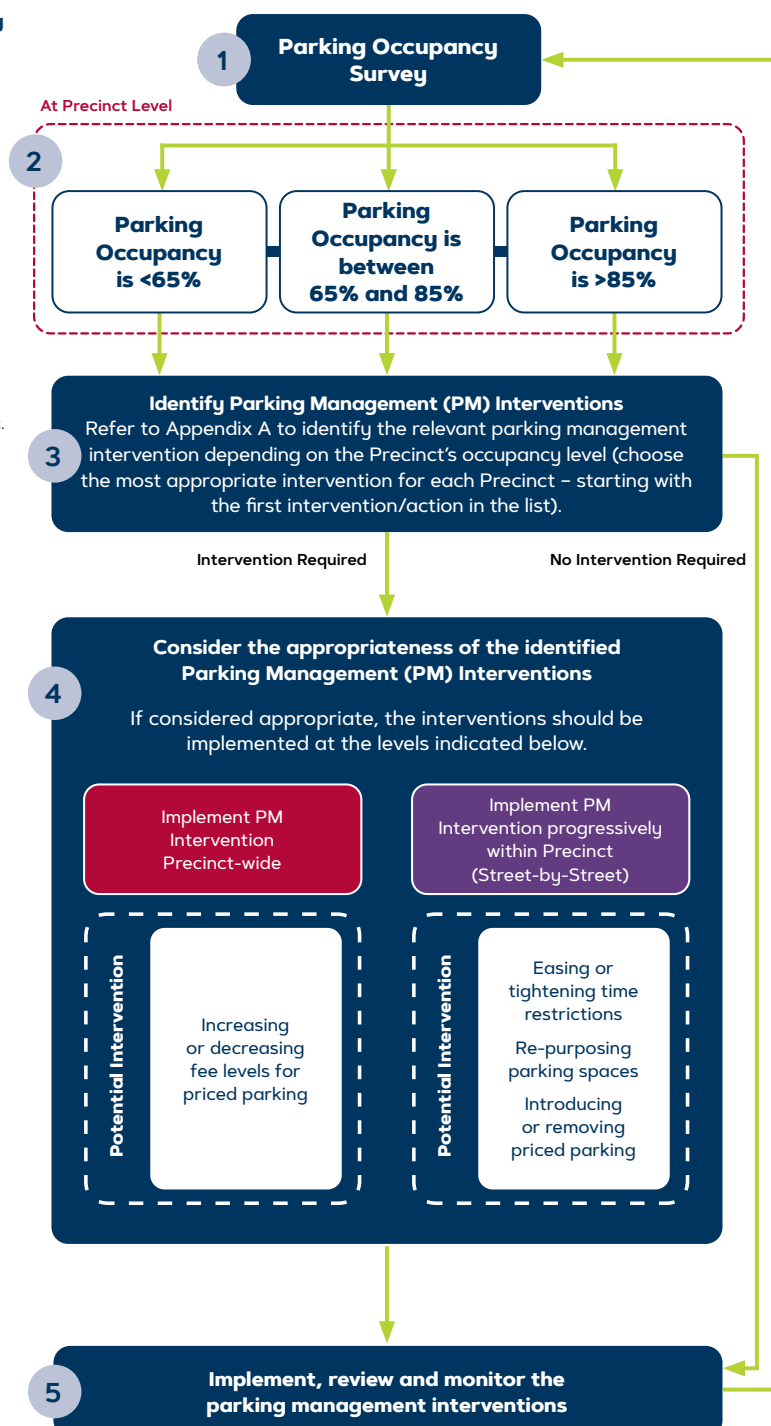 1
Parking Occupancy
Survey
At Precinct Level
2
Parking
Occupancy
is <65%
Parking
Occupancy is
between
65% and 85%
Parking
Occupancy
is >85%
3
Identify Parking Management (PM) Interventions
Refer to Appendix A to identify the relevant parking management
intervention depending on the Precinct's occupancy level (choose
the most appropriate intervention for each Precinct – starting with
the first intervention/action in the list).
Intervention Required
No Intervention Required
4
Consider the appropriateness of the identified
Parking Management (PM) Interventions
If considered appropriate, the interventions should be
implemented at the levels indicated below.
Implement PM
Intervention
Precinct-wide
Potential Intervention
Increasing
or decreasing
fee levels for
priced parking
Implement PM
Intervention progressively
within Precinct
(Street-by-Street)
Potential Intervention
Easing or
tightening time
restrictions
Re-purposing
parking spaces
Introducing
or removing
priced parking
5
Implement, review and monitor the
parking management interventions